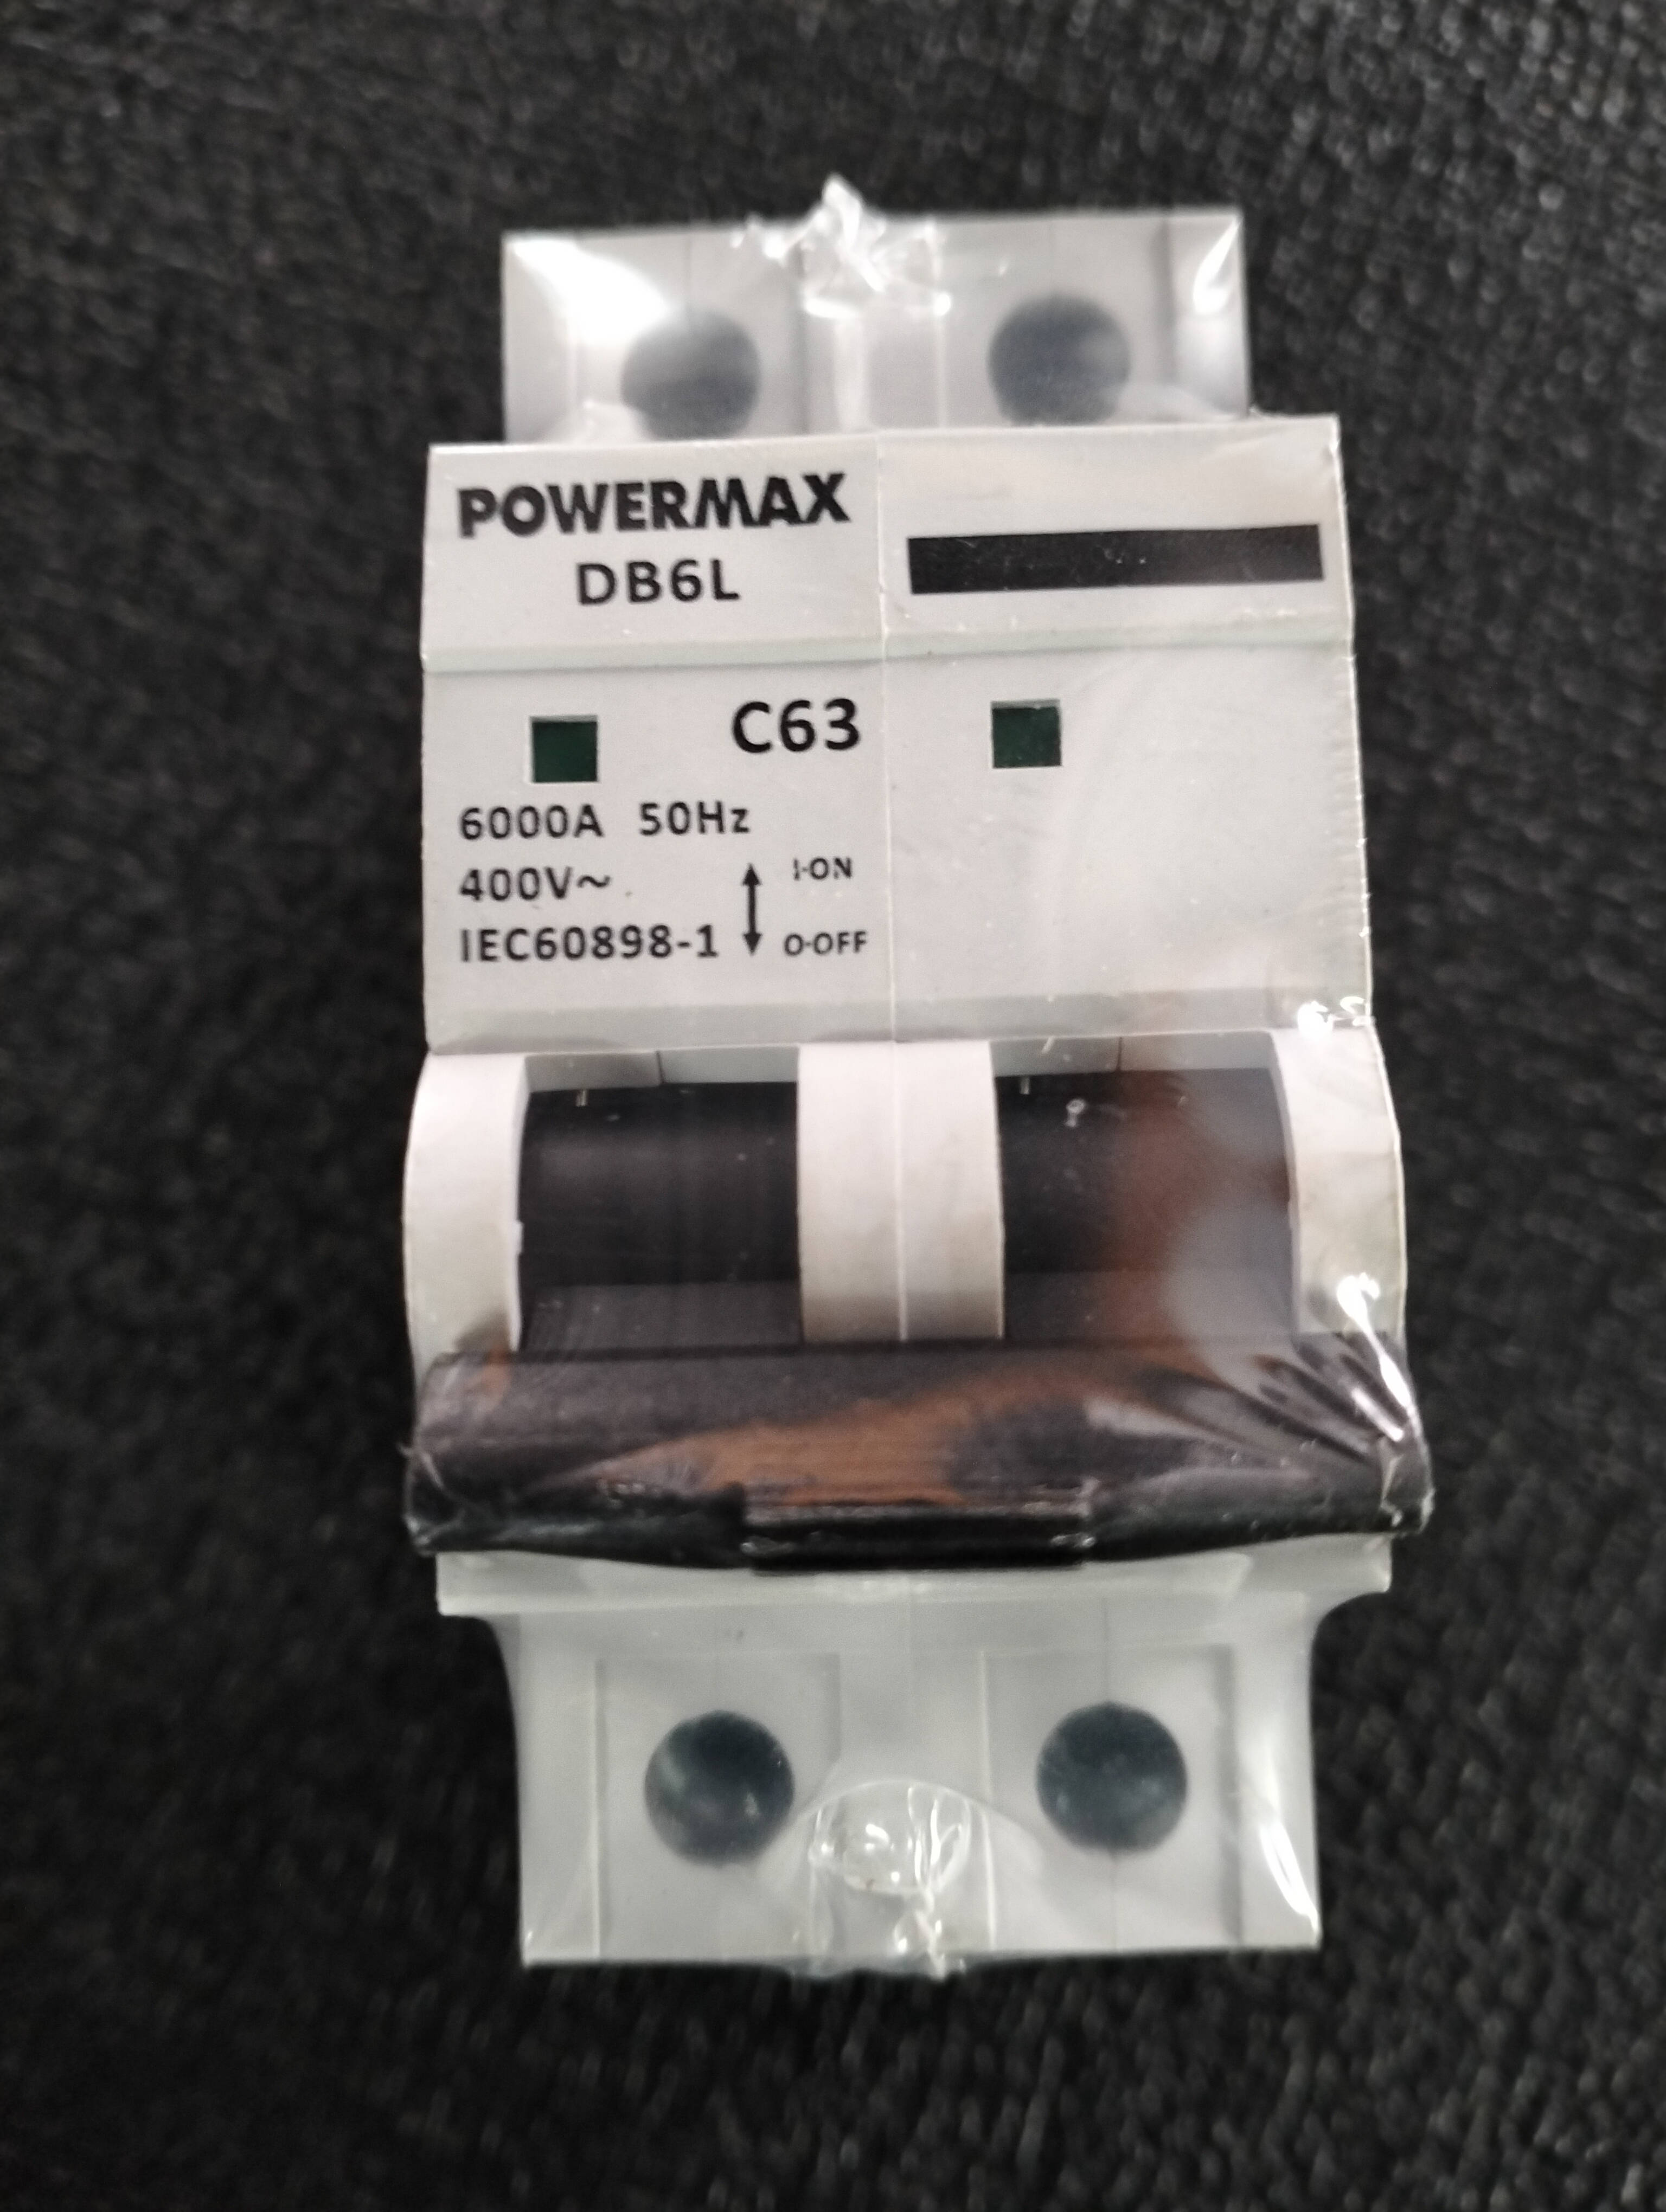 POWERMAX
DB6L
C63
6000A 50Hz
400V~
I-ON
IEC60898-1
O-OFF